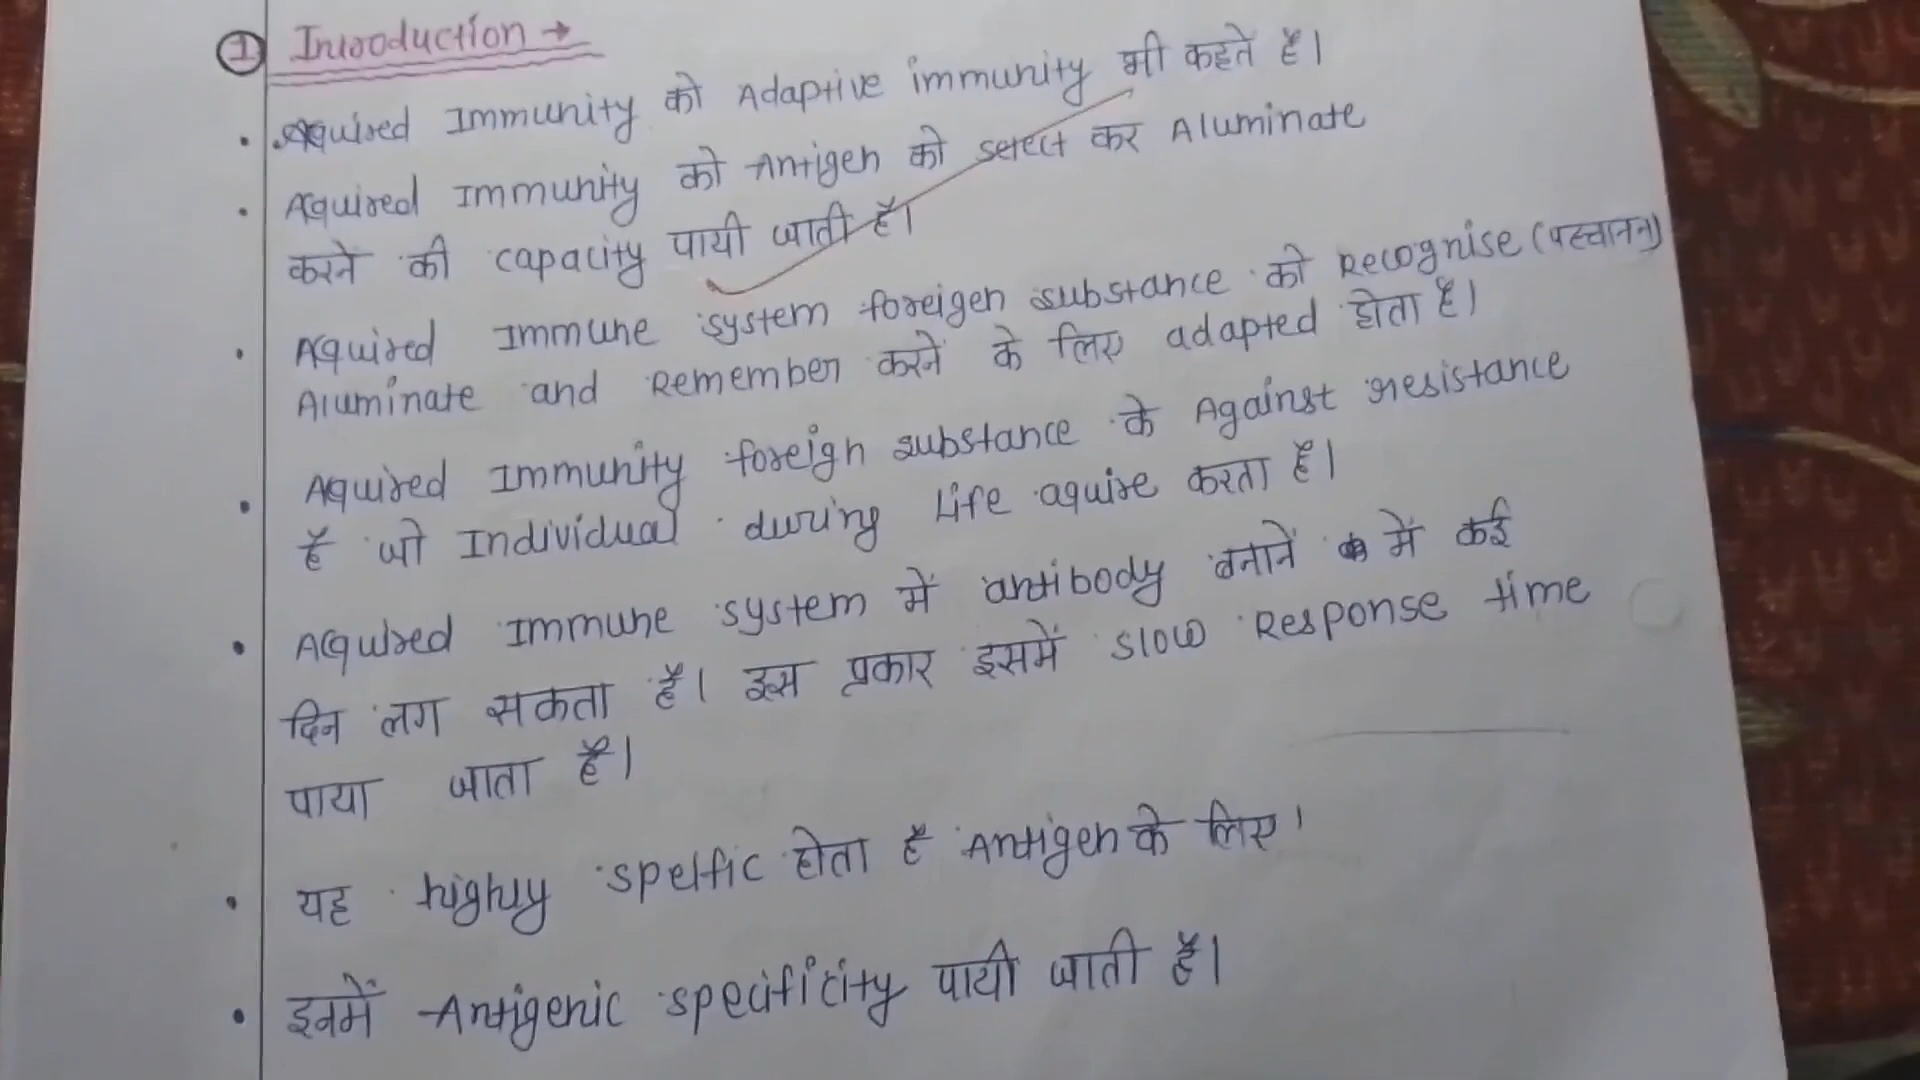 ① Introduction →
• Aquired Immunity को Adaptive immunity भी कहते है।
• Aquired Immunity को Antigen को select कर Aluminate
करने की capacity पायी जाती है।
• Aquired Immune system foreigen substance को Recognise (पहचानन)
Aluminate and Remember करने के लिए adapted होता है।
• Aquired Immunity foreign substance के Against resistance
है जो Individual during Life aquire करता है।
• Acquired Immune system में antibody बनाने में कई
दिन लग सकता है। इस प्रकार इसमें slow Response time
पाया जाता है।
• यह highly spelfic होता है Antigen के लिए।
• इनमें Antigenic specificity पायी जाती है।